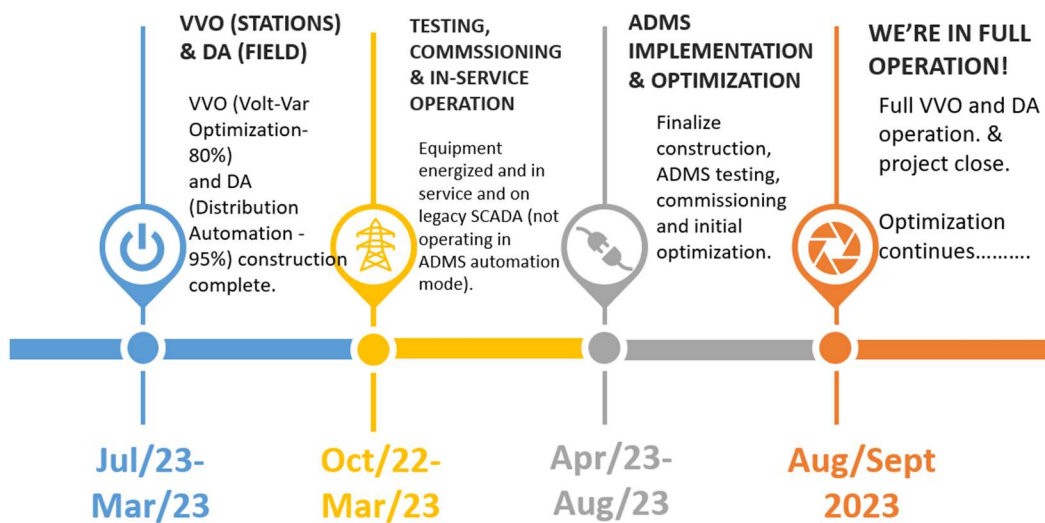 VVO (STATIONS)
& DA (FIELD)
VVO (Volt-Var
Optimization-
80%)
and DA
(Distribution
Automation -
95%) construction
complete.
Jul/23-
Mar/23
TESTING,
COMMSSIONING
& IN-SERVICE
OPERATION
Equipment
energized and in
service and on
legacy SCADA (not
operating in
ADMS automation
mode).
Oct/22-
Mar/23
ADMS
IMPLEMENTATION
& OPTIMIZATION
Finalize
construction,
ADMS testing,
commissioning
and initial
optimization.
Apr/23-
Aug/23
WE'RE IN FULL
OPERATION!
Full VVO and DA
operation. &
project close.
Optimization
continues……….
Aug/Sept
2023